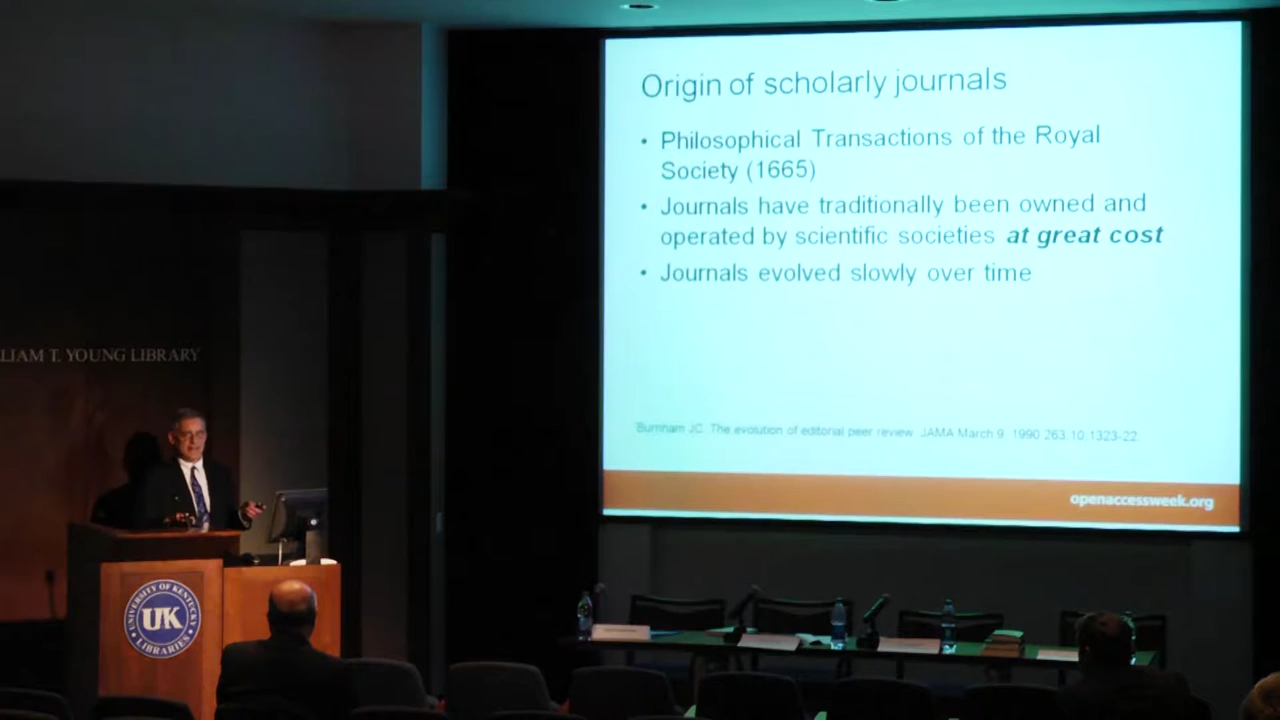 Origin of scholarly journals
• Philosophical Transactions of the Royal
Society (1665)
• Journals have traditionally been owned and
operated by scientific societies at great cost
• Journals evolved slowly over time
Burnham JC. The evolution of editorial peer review. JAMA March 9, 1990 263:10:1323-22.
openaccessweek.org
LIAM T. YOUNG LIBRARY
UNIVERSITY OF KENTUCKY
UK
LIBRARIES